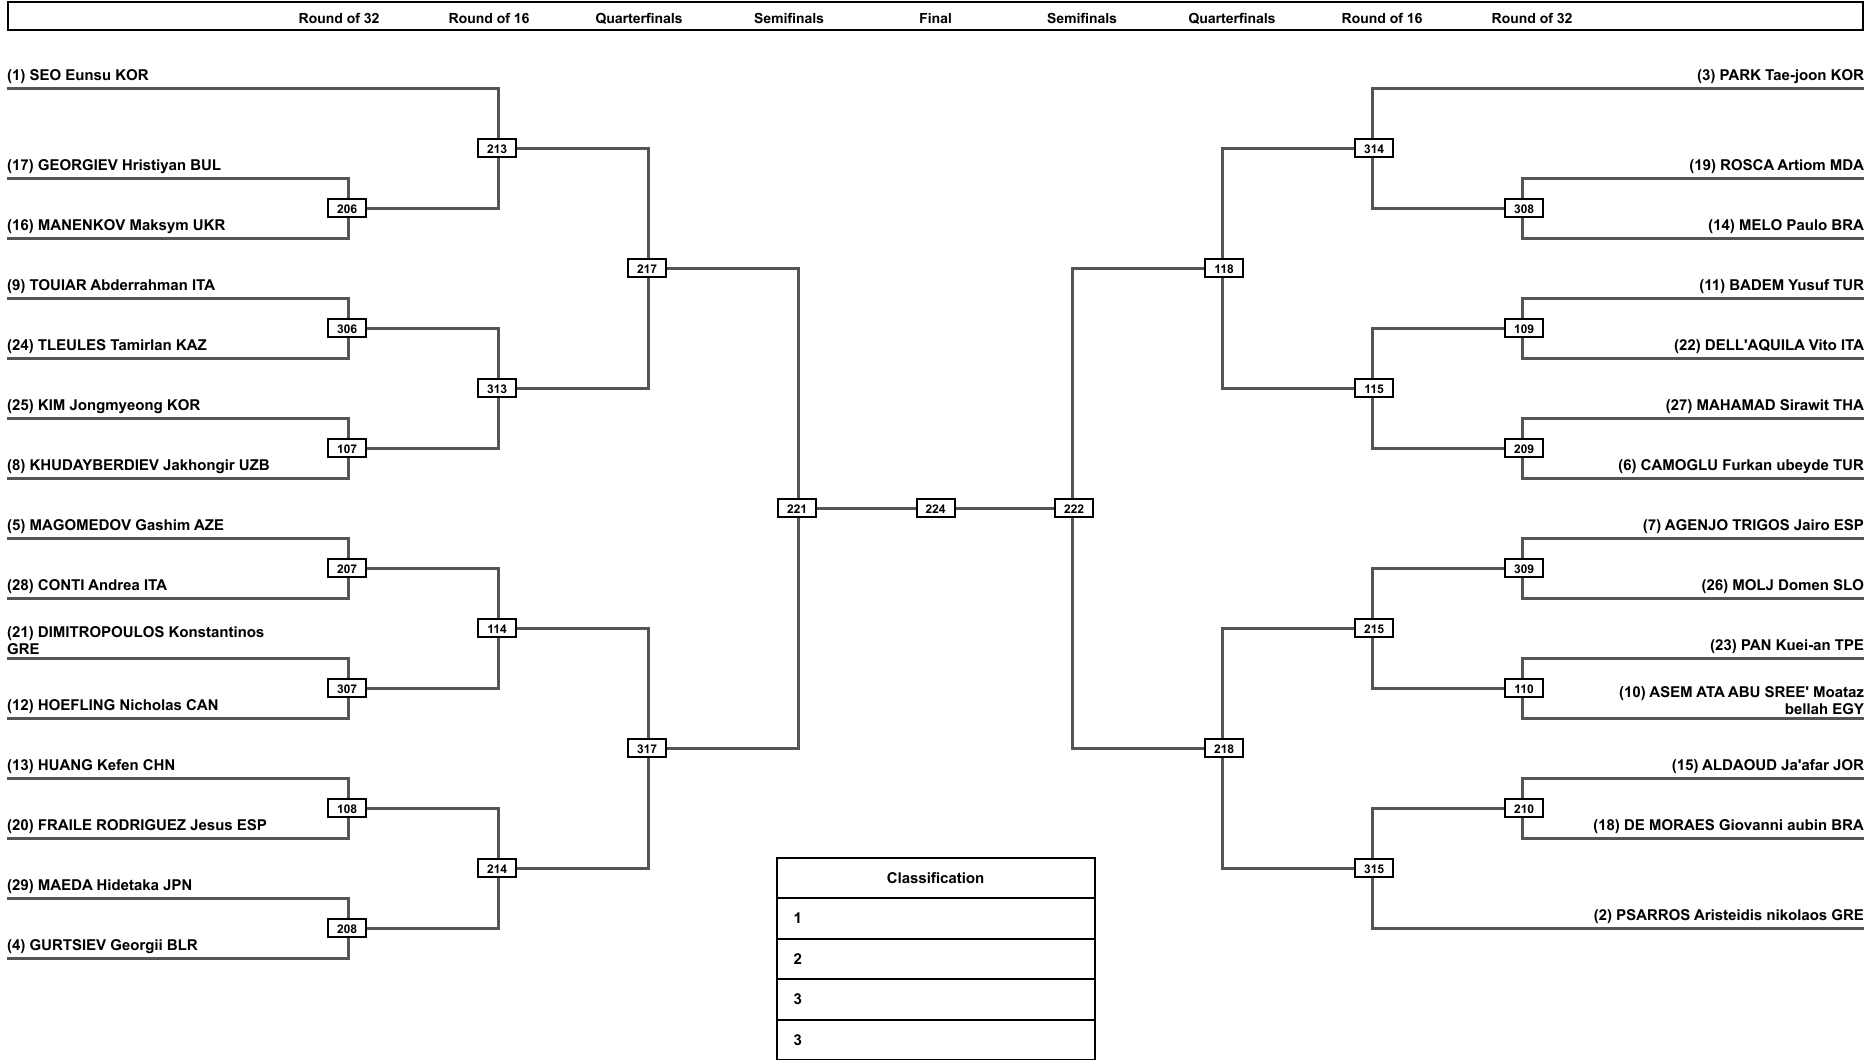 Round of 32 Round of 16 Quarterfinals Semifinals Final Semifinals Quarterfinals Round of 16 Round of 32
(1) SEO Eunsu KOR
(17) GEORGIEV Hristiyan BUL
(16) MANENKOV Maksym UKR
(9) TOUIAR Abderrahman ITA
(24) TLEULES Tamirlan KAZ
(25) KIM Jongmyeong KOR
(8) KHUDAYBERDIEV Jakhongir UZB
(5) MAGOMEDOV Gashim AZE
(28) CONTI Andrea ITA
(21) DIMITROPOULOS Konstantinos
GRE
(12) HOEFLING Nicholas CAN
(13) HUANG Kefen CHN
(20) FRAILE RODRIGUEZ Jesus ESP
(29) MAEDA Hidetaka JPN
(4) GURTSIEV Georgii BLR
206
306
107
207
307
108
208
213
313
114
214
217
317
221
224
222
118
218
314
115
215
315
308
109
209
309
110
210
(3) PARK Tae-joon KOR
(19) ROSCA Artiom MDA
(14) MELO Paulo BRA
(11) BADEM Yusuf TUR
(22) DELL'AQUILA Vito ITA
(27) MAHAMAD Sirawit THA
(6) CAMOGLU Furkan ubeyde TUR
(7) AGENJO TRIGOS Jairo ESP
(26) MOLJ Domen SLO
(23) PAN Kuei-an TPE
(10) ASEM ATA ABU SREE' Moataz
bellah EGY
(15) ALDAOUD Ja'afar JOR
(18) DE MORAES Giovanni aubin BRA
(2) PSARROS Aristeidis nikolaos GRE
Classification
1
2
3
3